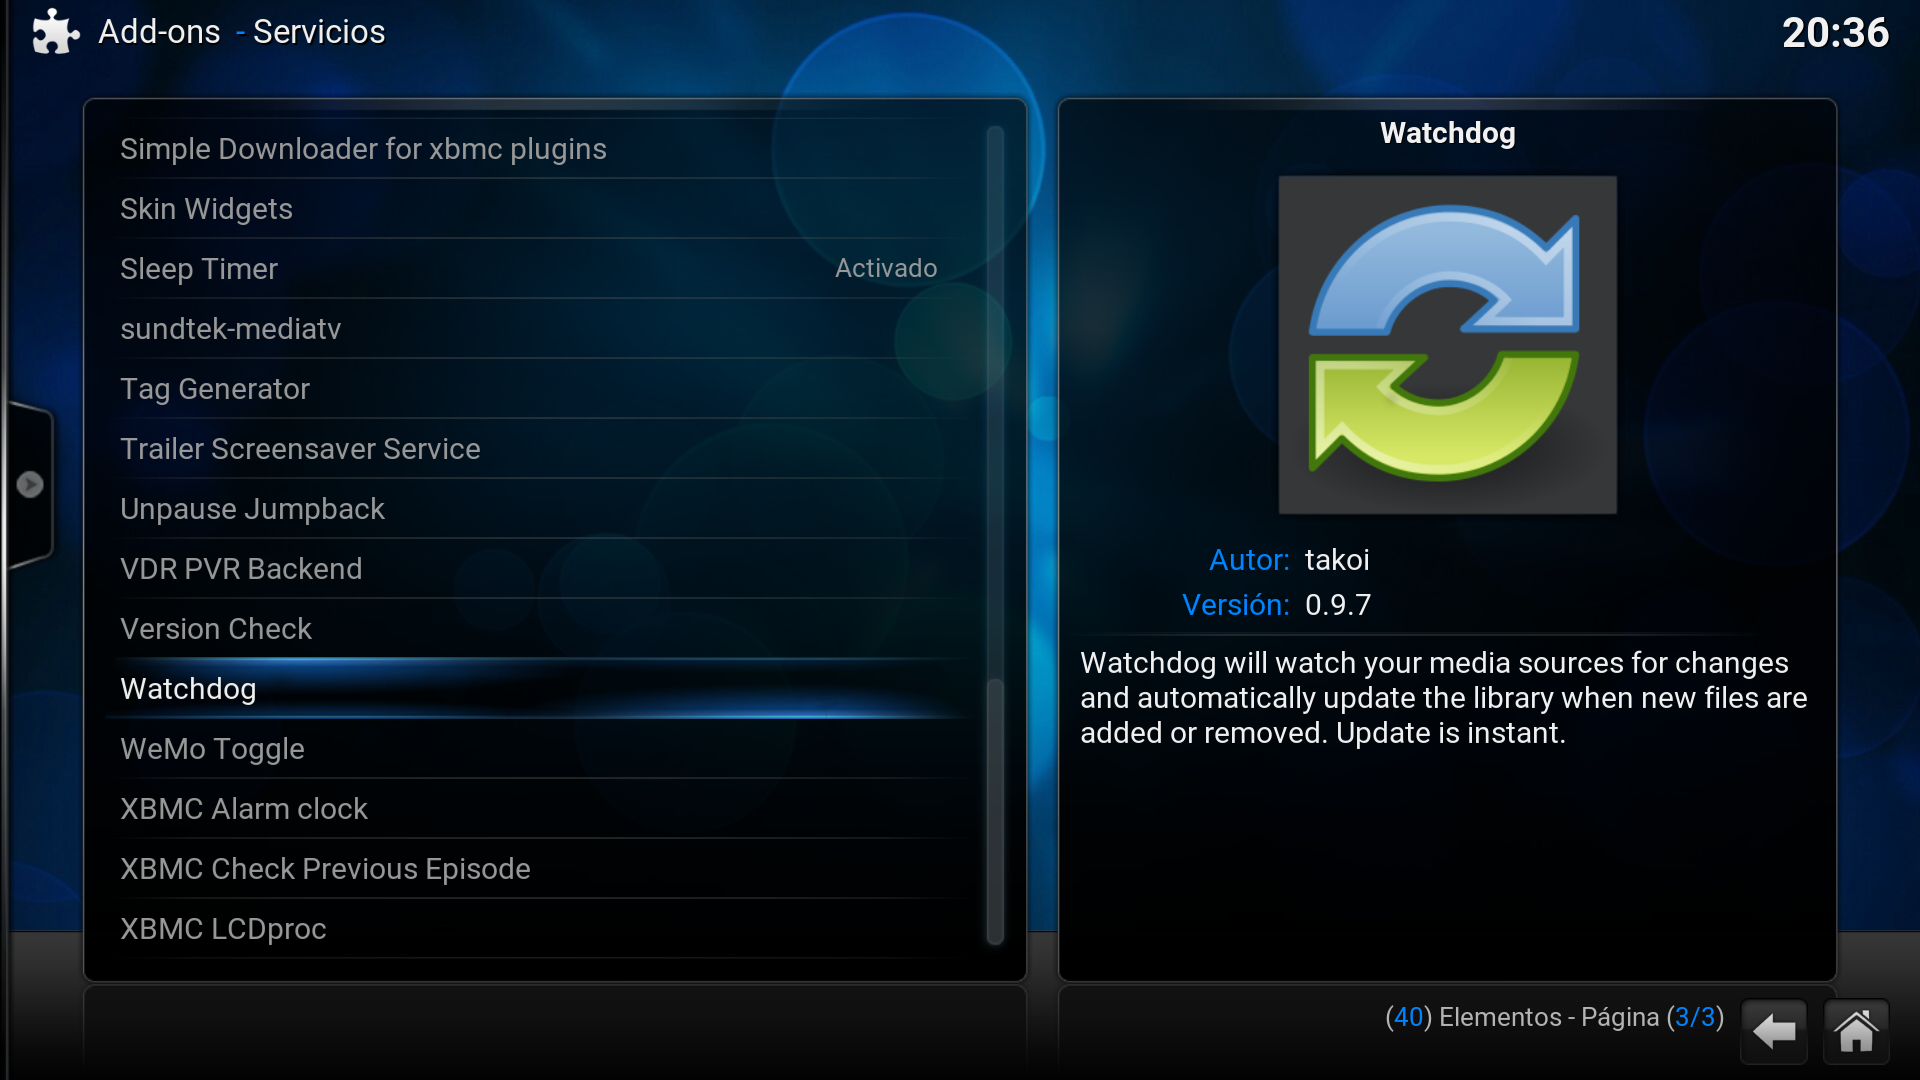 Add-ons - Servicios
20:36
Simple Downloader for xbmc plugins
Skin Widgets
Sleep Timer Activado
sundtek-mediatv
Tag Generator
Trailer Screensaver Service
Unpause Jumpback
VDR PVR Backend
Version Check
Watchdog
WeMo Toggle
XBMC Alarm clock
XBMC Check Previous Episode
XBMC LCDproc
Watchdog
Autor: takoi
Versión: 0.9.7
Watchdog will watch your media sources for changes
and automatically update the library when new files are
added or removed. Update is instant.
(40) Elementos - Página (3/3)